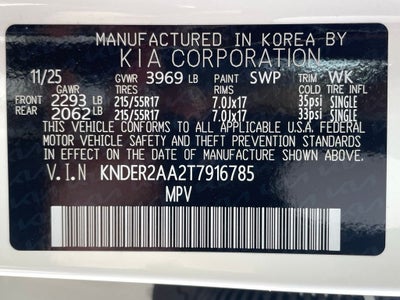 MANUFACTURED IN KOREA BY
KIA CORPORATION
11/25 GVWR 3969 LB PAINT SWP TRIM WK
GAWR TIRES RIMS COLD TIRE INFL
FRONT 2293 LB 215/55R17 7.0Jx17 35psi SINGLE
REAR 2062 LB 215/55R17 7.0Jx17 33psi SINGLE
THIS VEHICLE CONFORMS TO ALL APPLICABLE U.S.A. FEDERAL
MOTOR VEHICLE SAFETY AND THEFT PREVENTION STANDARDS
IN EFFECT ON THE DATE OF MANUFACTURE SHOWN ABOVE.
V.I.N KNDER2AA2T7916785
MPV